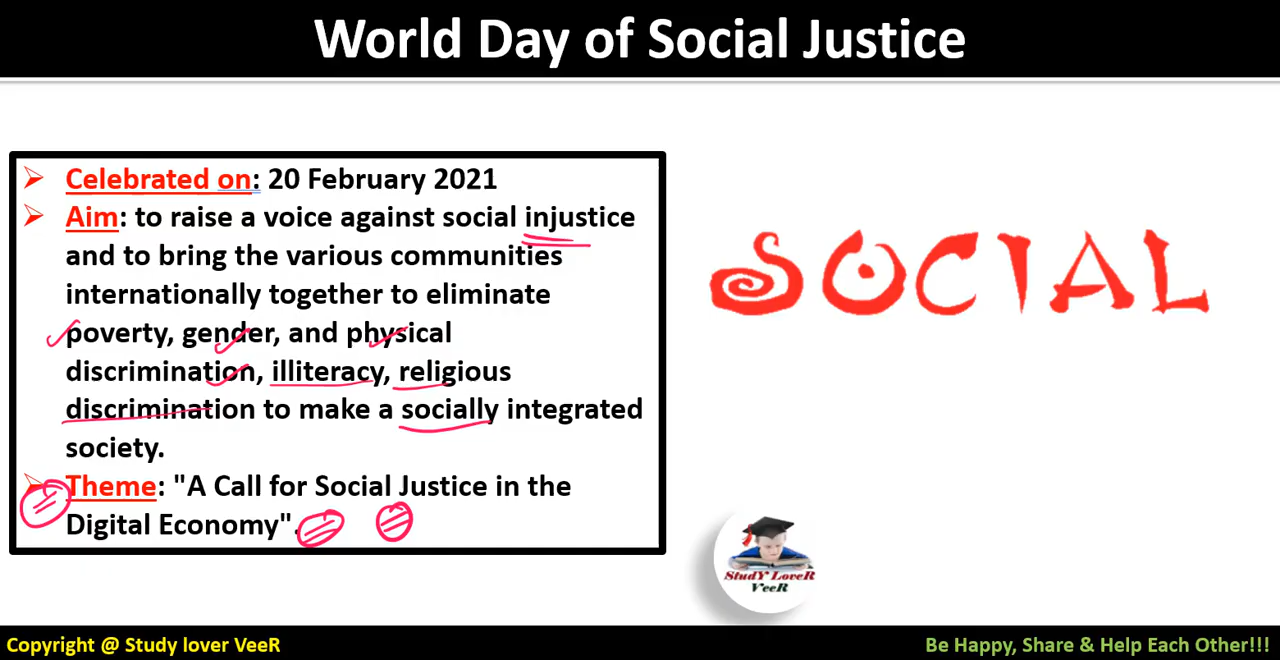 World Day of Social Justice
Celebrated on: 20 February 2021
Aim: to raise a voice against social injustice
and to bring the various communities
internationally together to eliminate
poverty, gender, and physical
discrimination, illiteracy, religious
discrimination to make a socially integrated
society.
Theme: "A Call for Social Justice in the
Digital Economy".
SOCIAL
StudY LoveR
VeeR
Copyright @ Study lover VeeR
Be Happy, Share & Help Each Other!!!